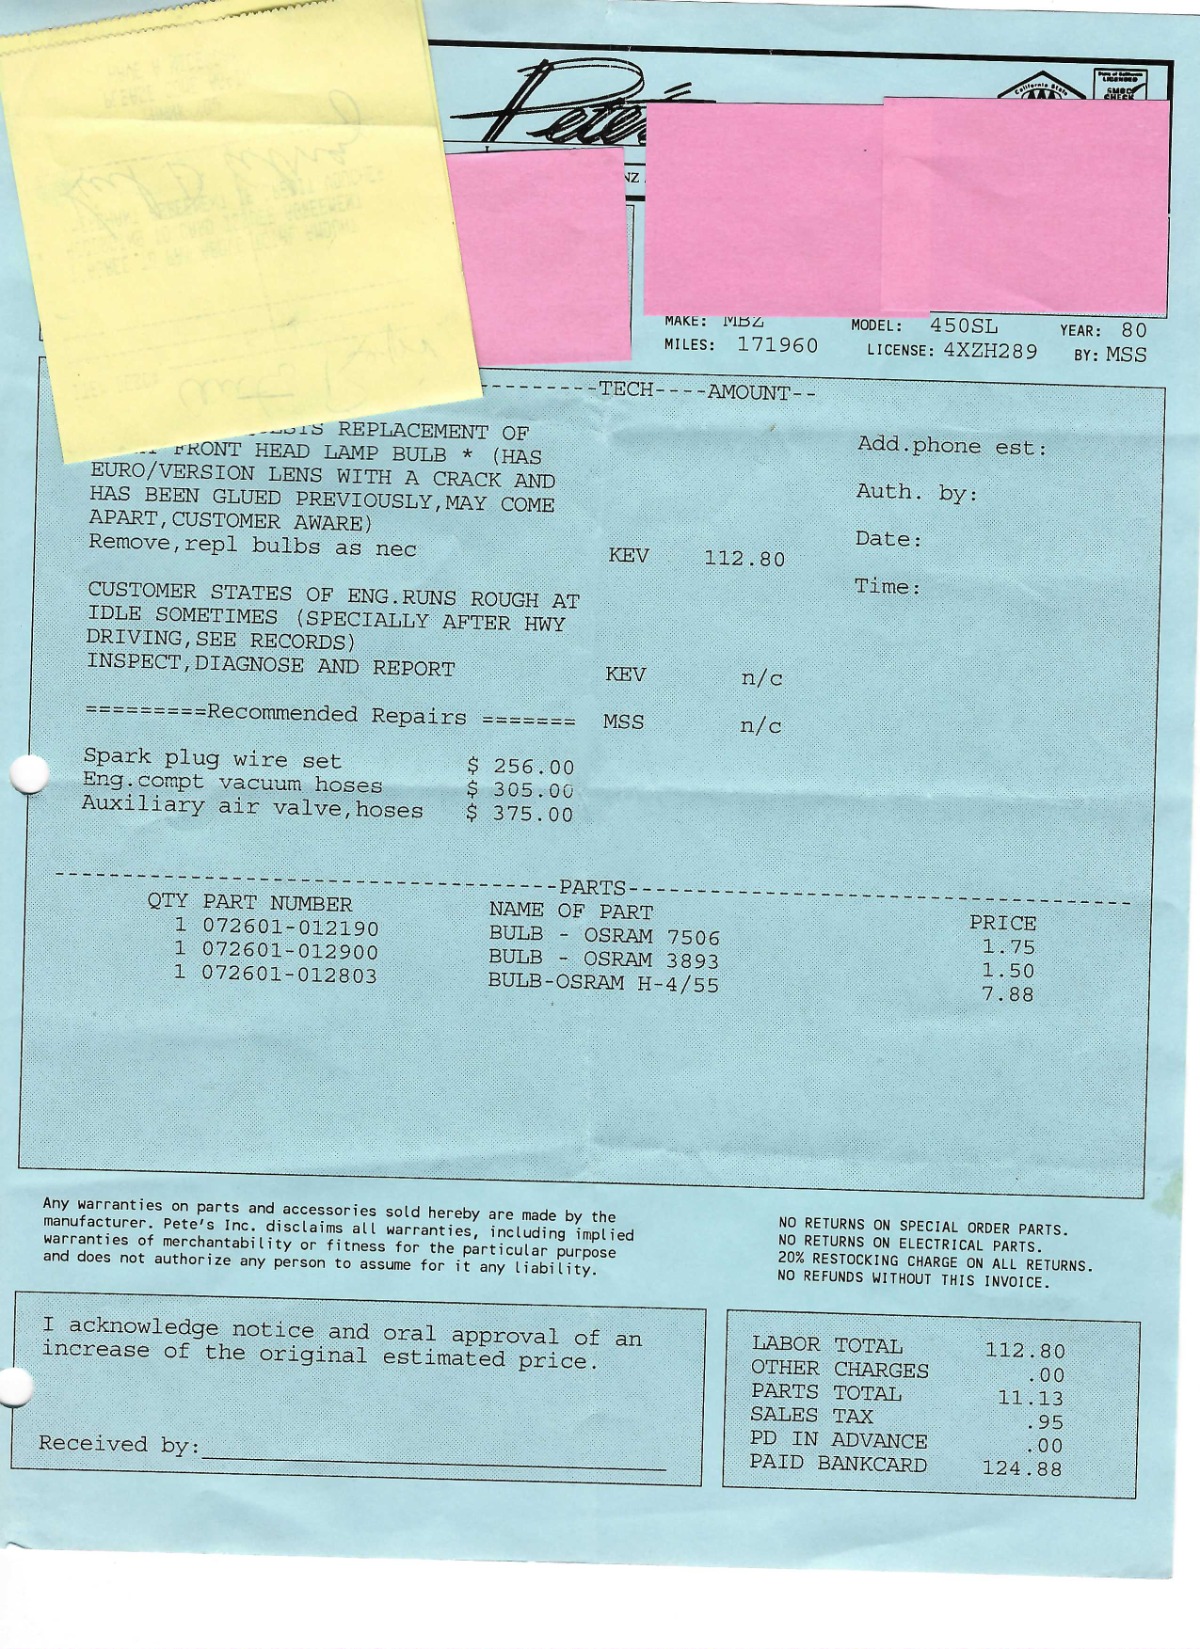 Pete's
California State
AAA
State of California
LICENSED
SMOG
CHECK
NZ
MAKE: MBZ MODEL: 450SL YEAR: 80
MILES: 171960 LICENSE: 4XZH289 BY: MSS
---------TECH----AMOUNT--
REPLACEMENT OF
FRONT HEAD LAMP BULB * (HAS
EURO/VERSION LENS WITH A CRACK AND
HAS BEEN GLUED PREVIOUSLY,MAY COME
APART,CUSTOMER AWARE)
Remove,repl bulbs as nec KEV 112.80
Add.phone est:
Auth. by:
Date:
Time:
CUSTOMER STATES OF ENG.RUNS ROUGH AT
IDLE SOMETIMES (SPECIALLY AFTER HWY
DRIVING,SEE RECORDS)
INSPECT,DIAGNOSE AND REPORT KEV n/c
=========Recommended Repairs ======= MSS n/c
Spark plug wire set $ 256.00
Eng.compt vacuum hoses $ 305.00
Auxiliary air valve,hoses $ 375.00
--------------------------------------PARTS--------------------------------------
QTY PART NUMBER NAME OF PART PRICE
1 072601-012190 BULB - OSRAM 7506 1.75
1 072601-012900 BULB - OSRAM 3893 1.50
1 072601-012803 BULB-OSRAM H-4/55 7.88
Any warranties on parts and accessories sold hereby are made by the
manufacturer. Pete's Inc. disclaims all warranties, including implied
warranties of merchantability or fitness for the particular purpose
and does not authorize any person to assume for it any liability.
NO RETURNS ON SPECIAL ORDER PARTS.
NO RETURNS ON ELECTRICAL PARTS.
20% RESTOCKING CHARGE ON ALL RETURNS.
NO REFUNDS WITHOUT THIS INVOICE.
I acknowledge notice and oral approval of an
increase of the original estimated price.
Received by:
LABOR TOTAL 112.80
OTHER CHARGES .00
PARTS TOTAL 11.13
SALES TAX .95
PD IN ADVANCE .00
PAID BANKCARD 124.88